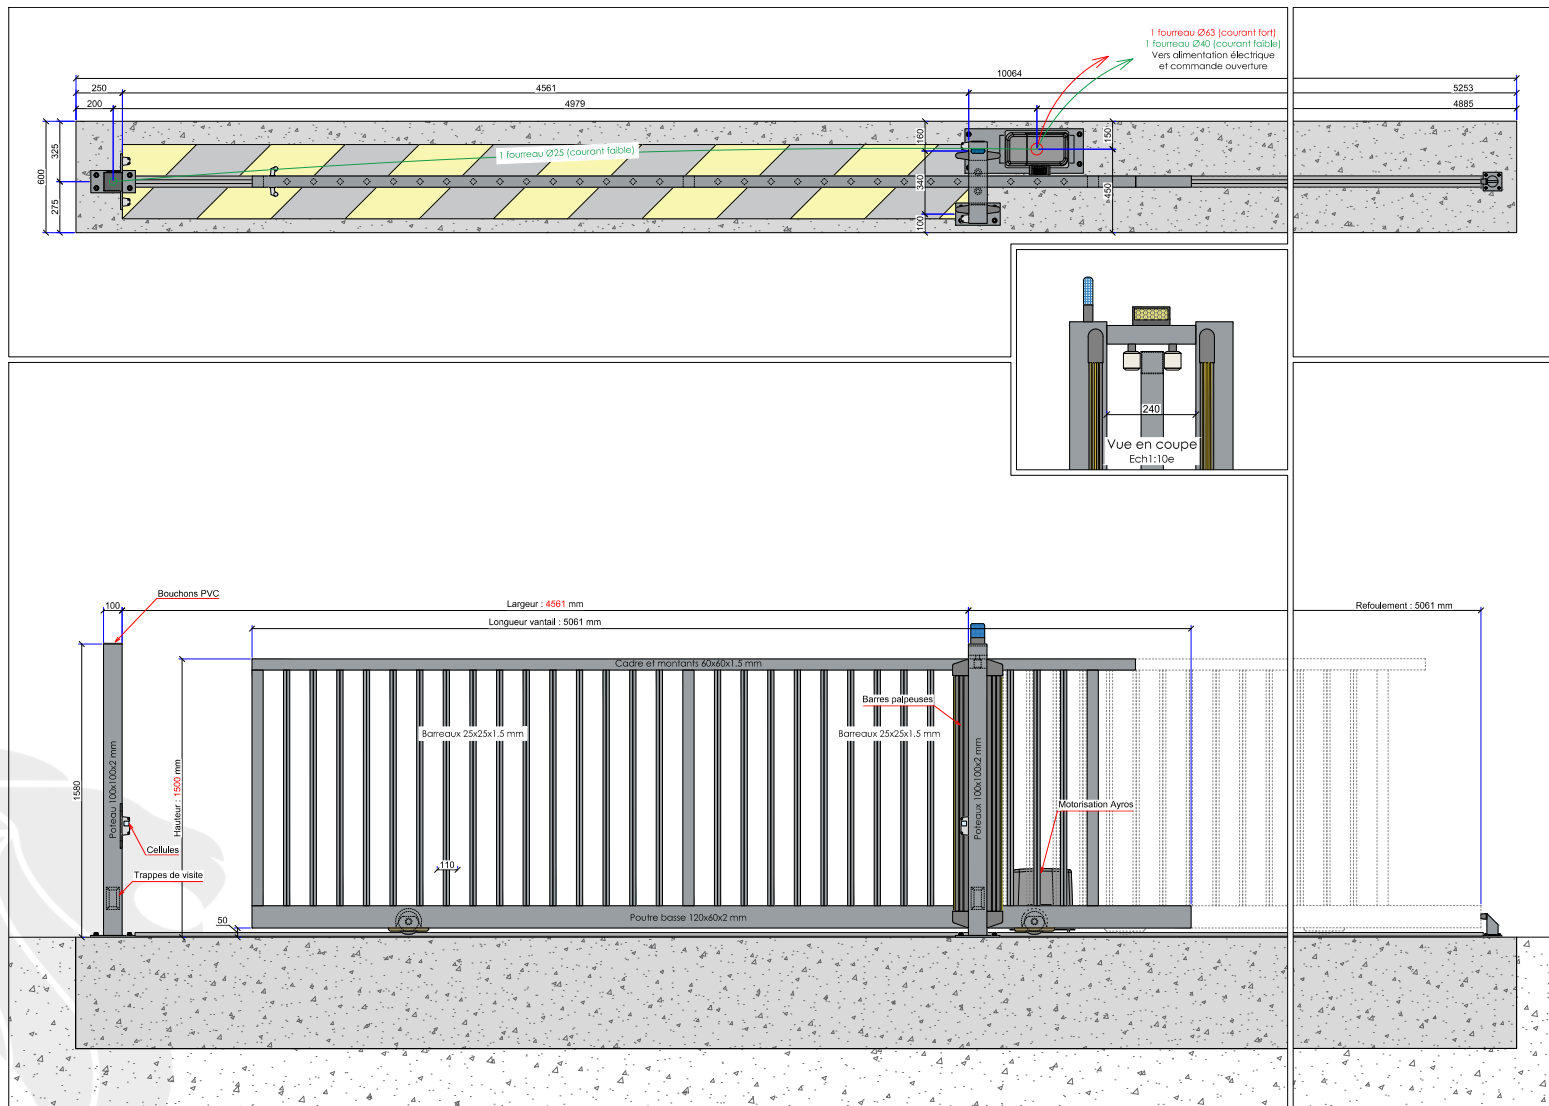 1 fourreau Ø63 (courant fort)
1 fourreau Ø40 (courant faible)
Vers alimentation électrique
et commande ouverture
10064
250
4561
5253
200
4979
4885
600
325
275
1 fourreau Ø25 (courant faible)
160
340
100
150
450
240
Vue en coupe
Ech1:10e
Bouchons PVC
100
Largeur : 4561 mm
Refoulement : 5061 mm
Longueur vantail : 5061 mm
Cadre et montants 60x60x1.5 mm
Barres palpeuses
Barreaux 25x25x1.5 mm
Barreaux 25x25x1.5 mm
1580
Poteau 100x100x2 mm
Hauteur : 1500 mm
Poteaux 100x100x2 mm
Motorisation Ayros
Cellules
110
Trappes de visite
50
Poutre basse 120x60x2 mm